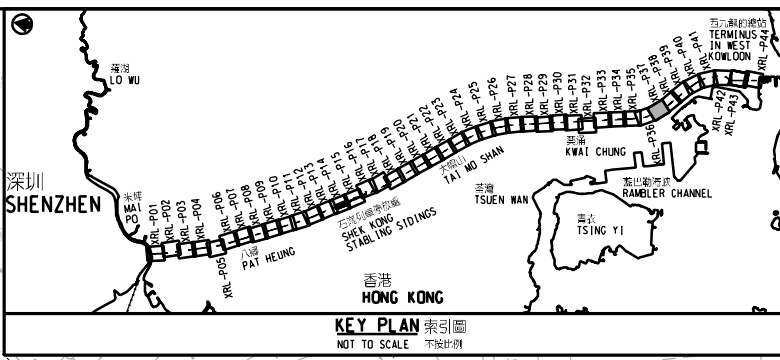 羅湖
LO WU
深圳
SHENZHEN
米埔
MAI
PO
XRL-P01
XRL-P02
XRL-P03
XRL-P04
XRL-P05
XRL-P06
XRL-P07
XRL-P08
XRL-P09
XRL-P10
XRL-P11
XRL-P12
XRL-P13
XRL-P14
XRL-P15
XRL-P16
XRL-P17
XRL-P18
XRL-P19
XRL-P20
XRL-P21
XRL-P22
XRL-P23
XRL-P24
XRL-P25
XRL-P26
XRL-P27
XRL-P28
XRL-P29
XRL-P30
XRL-P31
XRL-P32
XRL-P33
XRL-P34
XRL-P35
XRL-P36
XRL-P37
XRL-P38
XRL-P39
XRL-P40
XRL-P41
XRL-P42
XRL-P43
XRL-P44
西九龍的總站
TERMINUS
IN WEST
KOWLOON
八鄉
PAT HEUNG
SHEK KONG
STABLING SIDINGS
大帽山
TAI MO SHAN
葵涌
KWAI CHUNG
荃灣
TSUEN WAN
藍巴勒海峽
RAMBLER CHANNEL
青衣
TSING YI
香港
HONG KONG
KEY PLAN 索引圖
NOT TO SCALE 不按比例